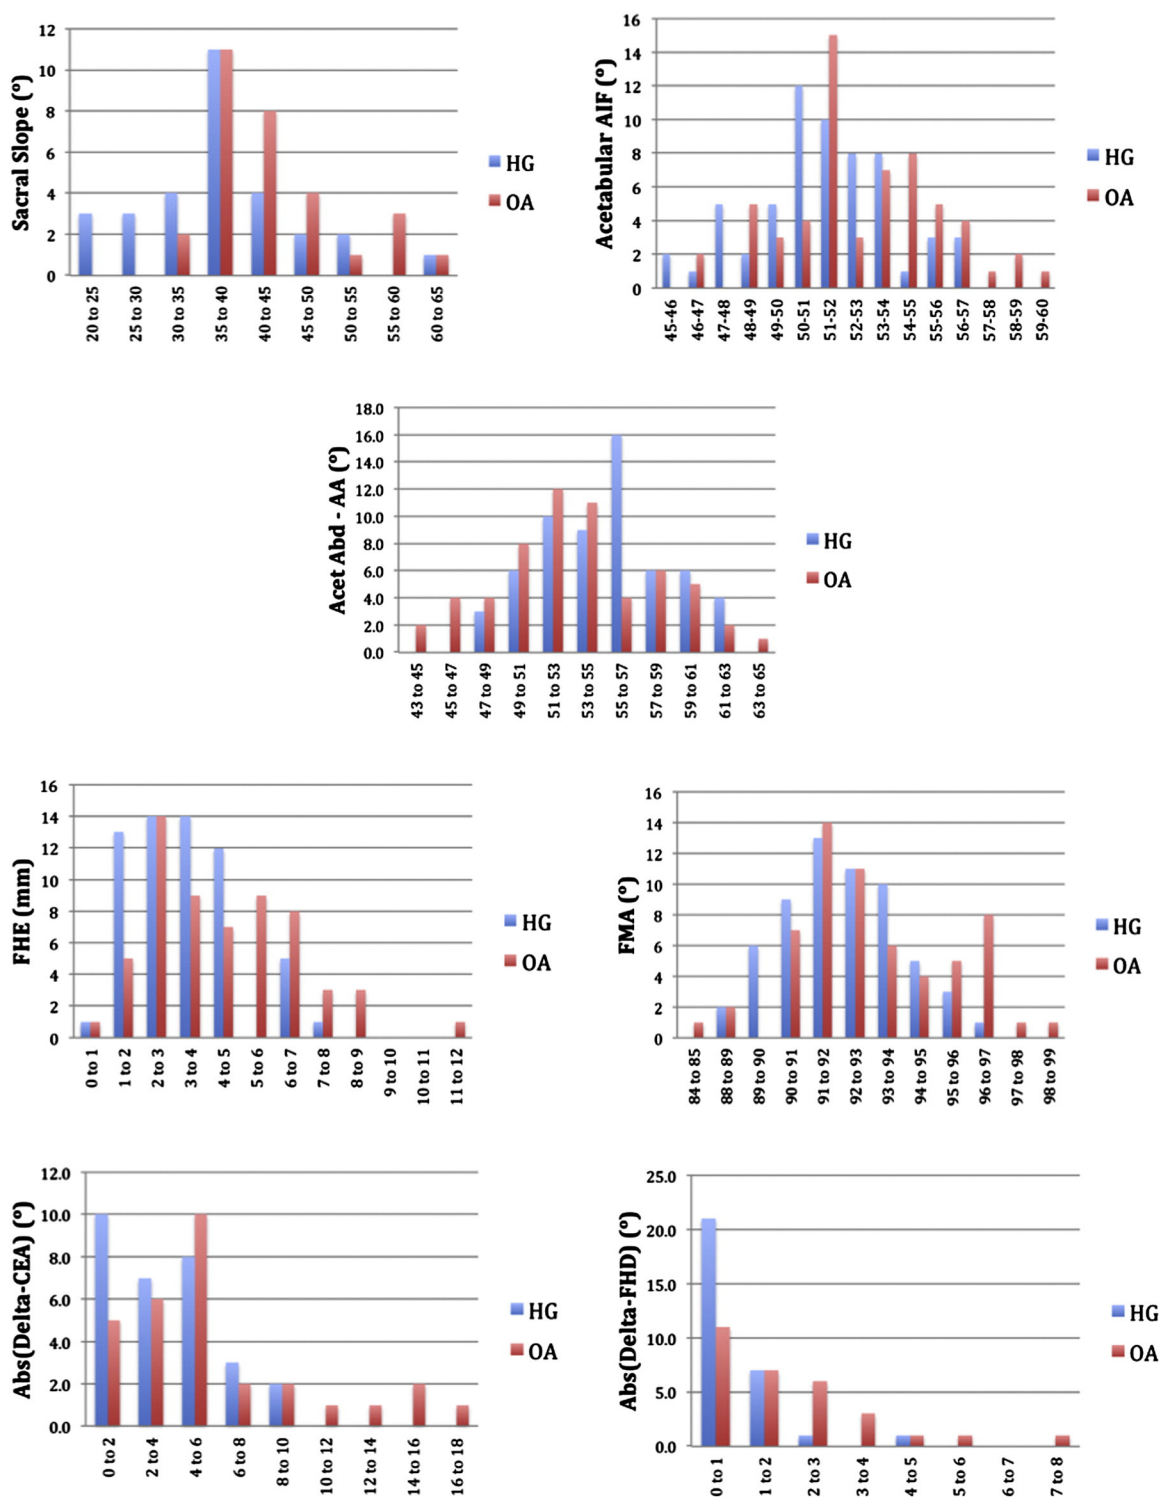 Sacral Slope (°)
12
10
8
6
4
2
0
20 to 25
25 to 30
30 to 35
35 to 40
40 to 45
45 to 50
50 to 55
55 to 60
60 to 65
HG
OA
Acetabular AIF (°)
16
14
12
10
8
6
4
2
0
45-46
46-47
47-48
48-49
49-50
50-51
51-52
52-53
53-54
54-55
55-56
56-57
57-58
58-59
59-60
HG
OA
Acet Abd - AA (°)
18.0
16.0
14.0
12.0
10.0
8.0
6.0
4.0
2.0
0.0
43 to 45
45 to 47
47 to 49
49 to 51
51 to 53
53 to 55
55 to 57
57 to 59
59 to 61
61 to 63
63 to 65
HG
OA
FHE (mm)
16
14
12
10
8
6
4
2
0
0 to 1
1 to 2
2 to 3
3 to 4
4 to 5
5 to 6
6 to 7
7 to 8
8 to 9
9 to 10
10 to 11
11 to 12
HG
OA
FMA (°)
16
14
12
10
8
6
4
2
0
84 to 85
88 to 89
89 to 90
90 to 91
91 to 92
92 to 93
93 to 94
94 to 95
95 to 96
96 to 97
97 to 98
98 to 99
HG
OA
Abs(Delta-CEA) (°)
12.0
10.0
8.0
6.0
4.0
2.0
0.0
0 to 2
2 to 4
4 to 6
6 to 8
8 to 10
10 to 12
12 to 14
14 to 16
16 to 18
HG
OA
Abs(Delta-FHD) (°)
25.0
20.0
15.0
10.0
5.0
0.0
0 to 1
1 to 2
2 to 3
3 to 4
4 to 5
5 to 6
6 to 7
7 to 8
HG
OA